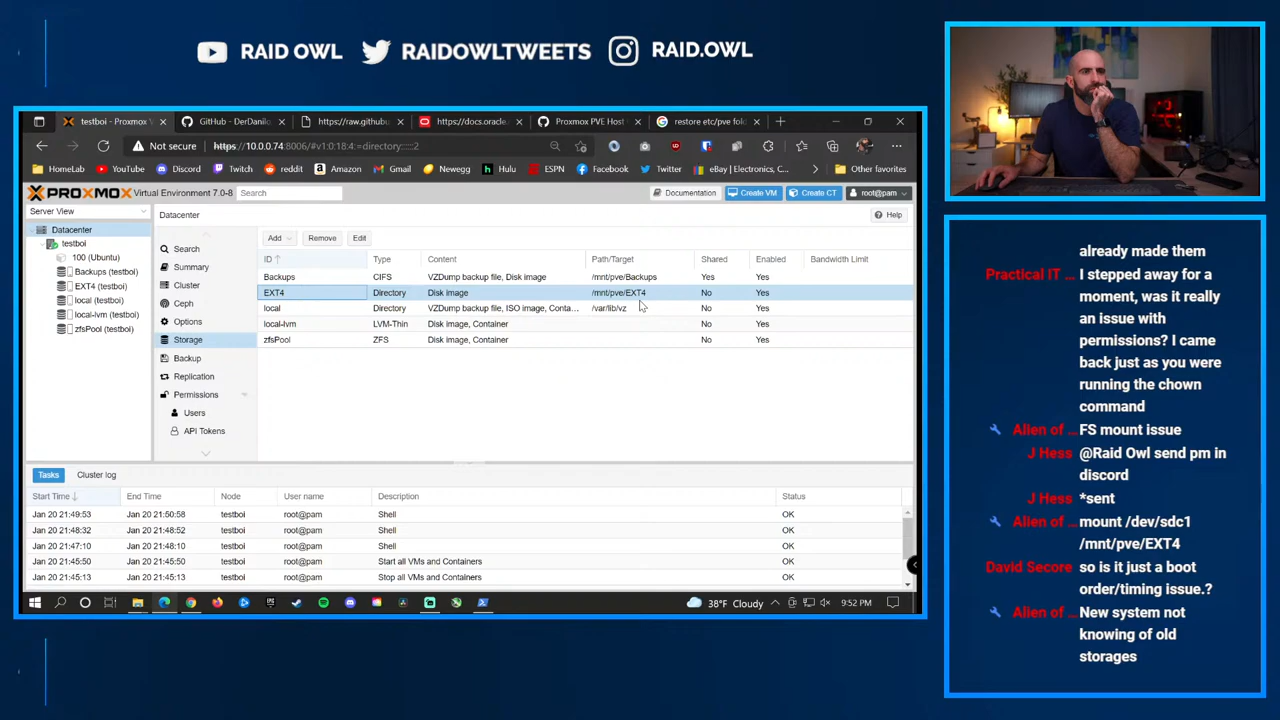 RAID OWL RAIDOWLTWEETS RAID.OWL
testboi - Proxmox V GitHub - DerDanilo https://raw.githubu https://docs.oracle. Proxmox PVE Host restore etc/pve fol
Not secure https://10.0.0.74:8006/#v1:0:18:4:=directory:::::2
HomeLab YouTube Discord Twitch reddit Amazon Gmail Newegg Hulu ESPN Facebook Twitter eBay (Electronics, C... Other favorites
PROXMOX Virtual Environment 7.0-8 Search Documentation Create VM Create CT root@pam
Server View
Datacenter
Help
Datacenter
testboi
100 (Ubuntu)
Backups (testboi)
EXT4 (testboi)
local (testboi)
local-lvm (testboi)
zfsPool (testboi)
Search
Summary
Cluster
Ceph
Options
Storage
Backup
Replication
Permissions
Users
API Tokens
Add Remove Edit
ID Type Content Path/Target Shared Enabled Bandwidth Limit
Backups CIFS VZDump backup file, Disk image /mnt/pve/Backups Yes Yes
EXT4 Directory Disk image /mnt/pve/EXT4 No Yes
local Directory VZDump backup file, ISO image, Conta... /var/lib/vz No Yes
local-lvm LVM-Thin Disk image, Container No Yes
zfsPool ZFS Disk image, Container No Yes
Tasks Cluster log
Start Time End Time Node User name Description Status
Jan 20 21:49:53 Jan 20 21:50:58 testboi root@pam Shell OK
Jan 20 21:48:32 Jan 20 21:48:52 testboi root@pam Shell OK
Jan 20 21:47:10 Jan 20 21:48:10 testboi root@pam Shell OK
Jan 20 21:45:50 Jan 20 21:45:50 testboi root@pam Start all VMs and Containers OK
Jan 20 21:45:13 Jan 20 21:45:13 testboi root@pam Stop all VMs and Containers OK
38°F Cloudy 9:52 PM
already made them
Practical IT ... I stepped away for a
moment, was it really
an issue with
permissions? I came
back just as you were
running the chown
command
Alien of ... FS mount issue
J Hess @Raid Owl send pm in
discord
J Hess *sent
Alien of ... mount /dev/sdc1
/mnt/pve/EXT4
David Secore so is it just a boot
order/timing issue.?
Alien of ... New system not
knowing of old
storages